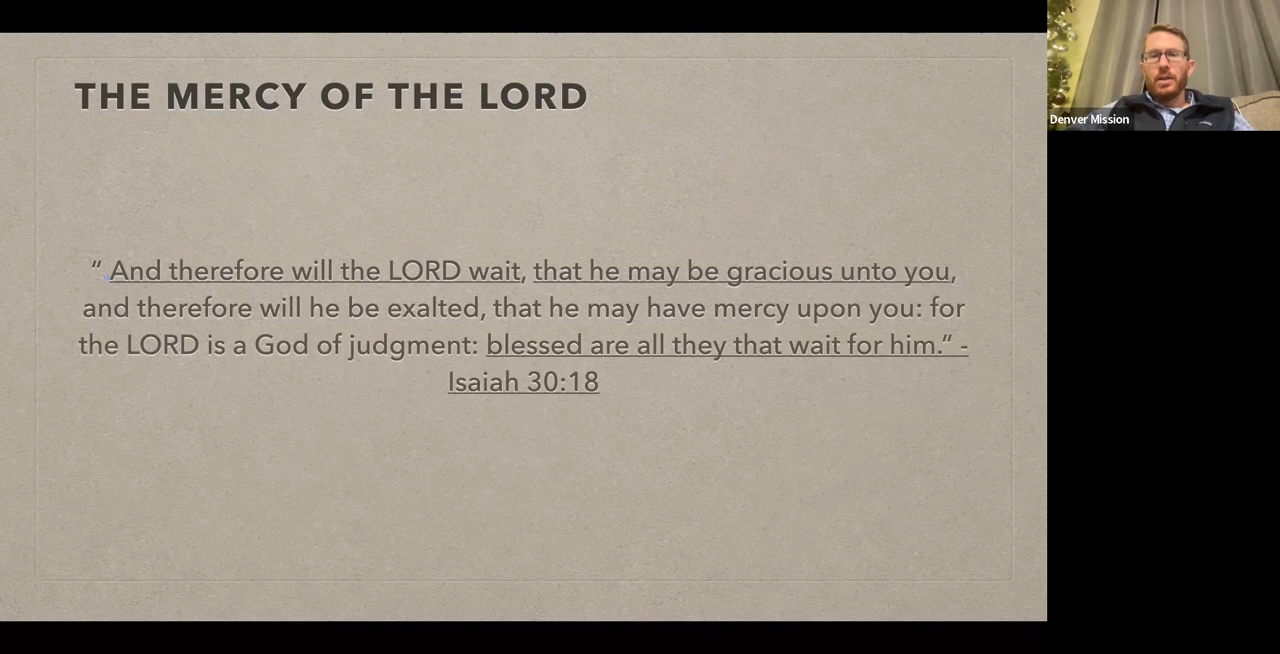 THE MERCY OF THE LORD
“ And therefore will the LORD wait, that he may be gracious unto you,
and therefore will he be exalted, that he may have mercy upon you: for
the LORD is a God of judgment: blessed are all they that wait for him.” -
Isaiah 30:18
Denver Mission